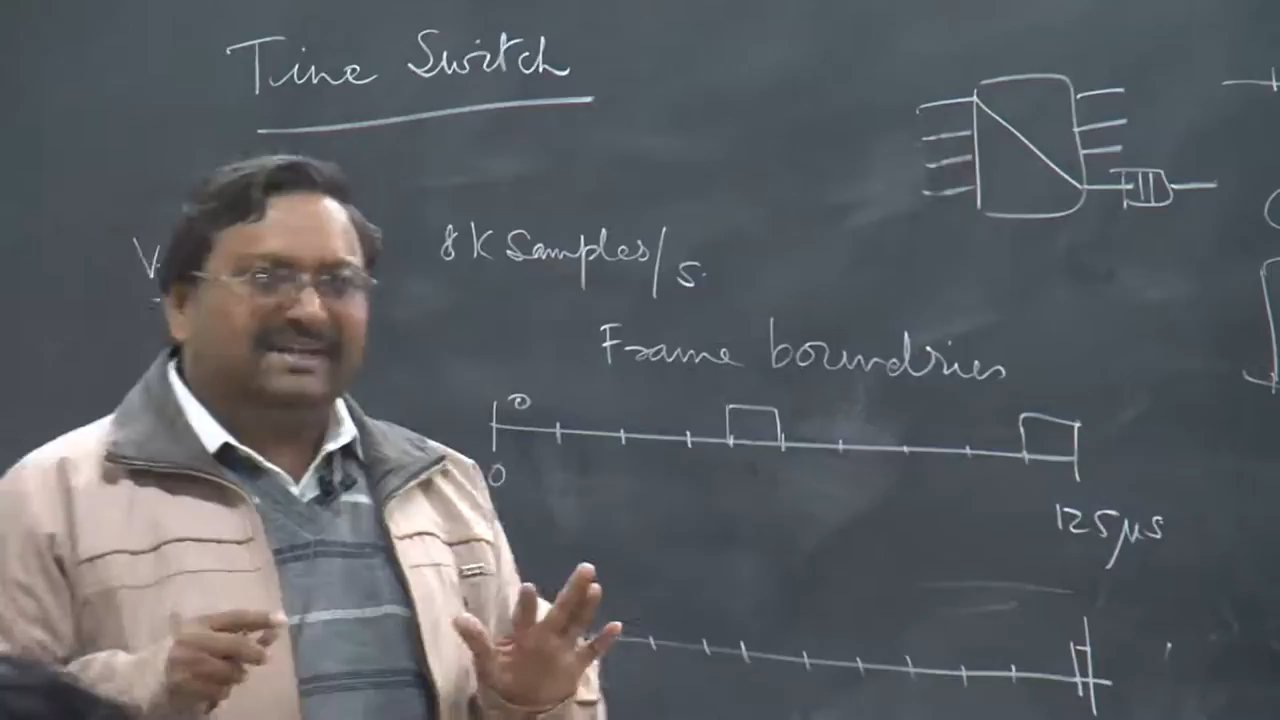 Time Switch
8K Samples/s.
Frame boundries
0
0
125μs